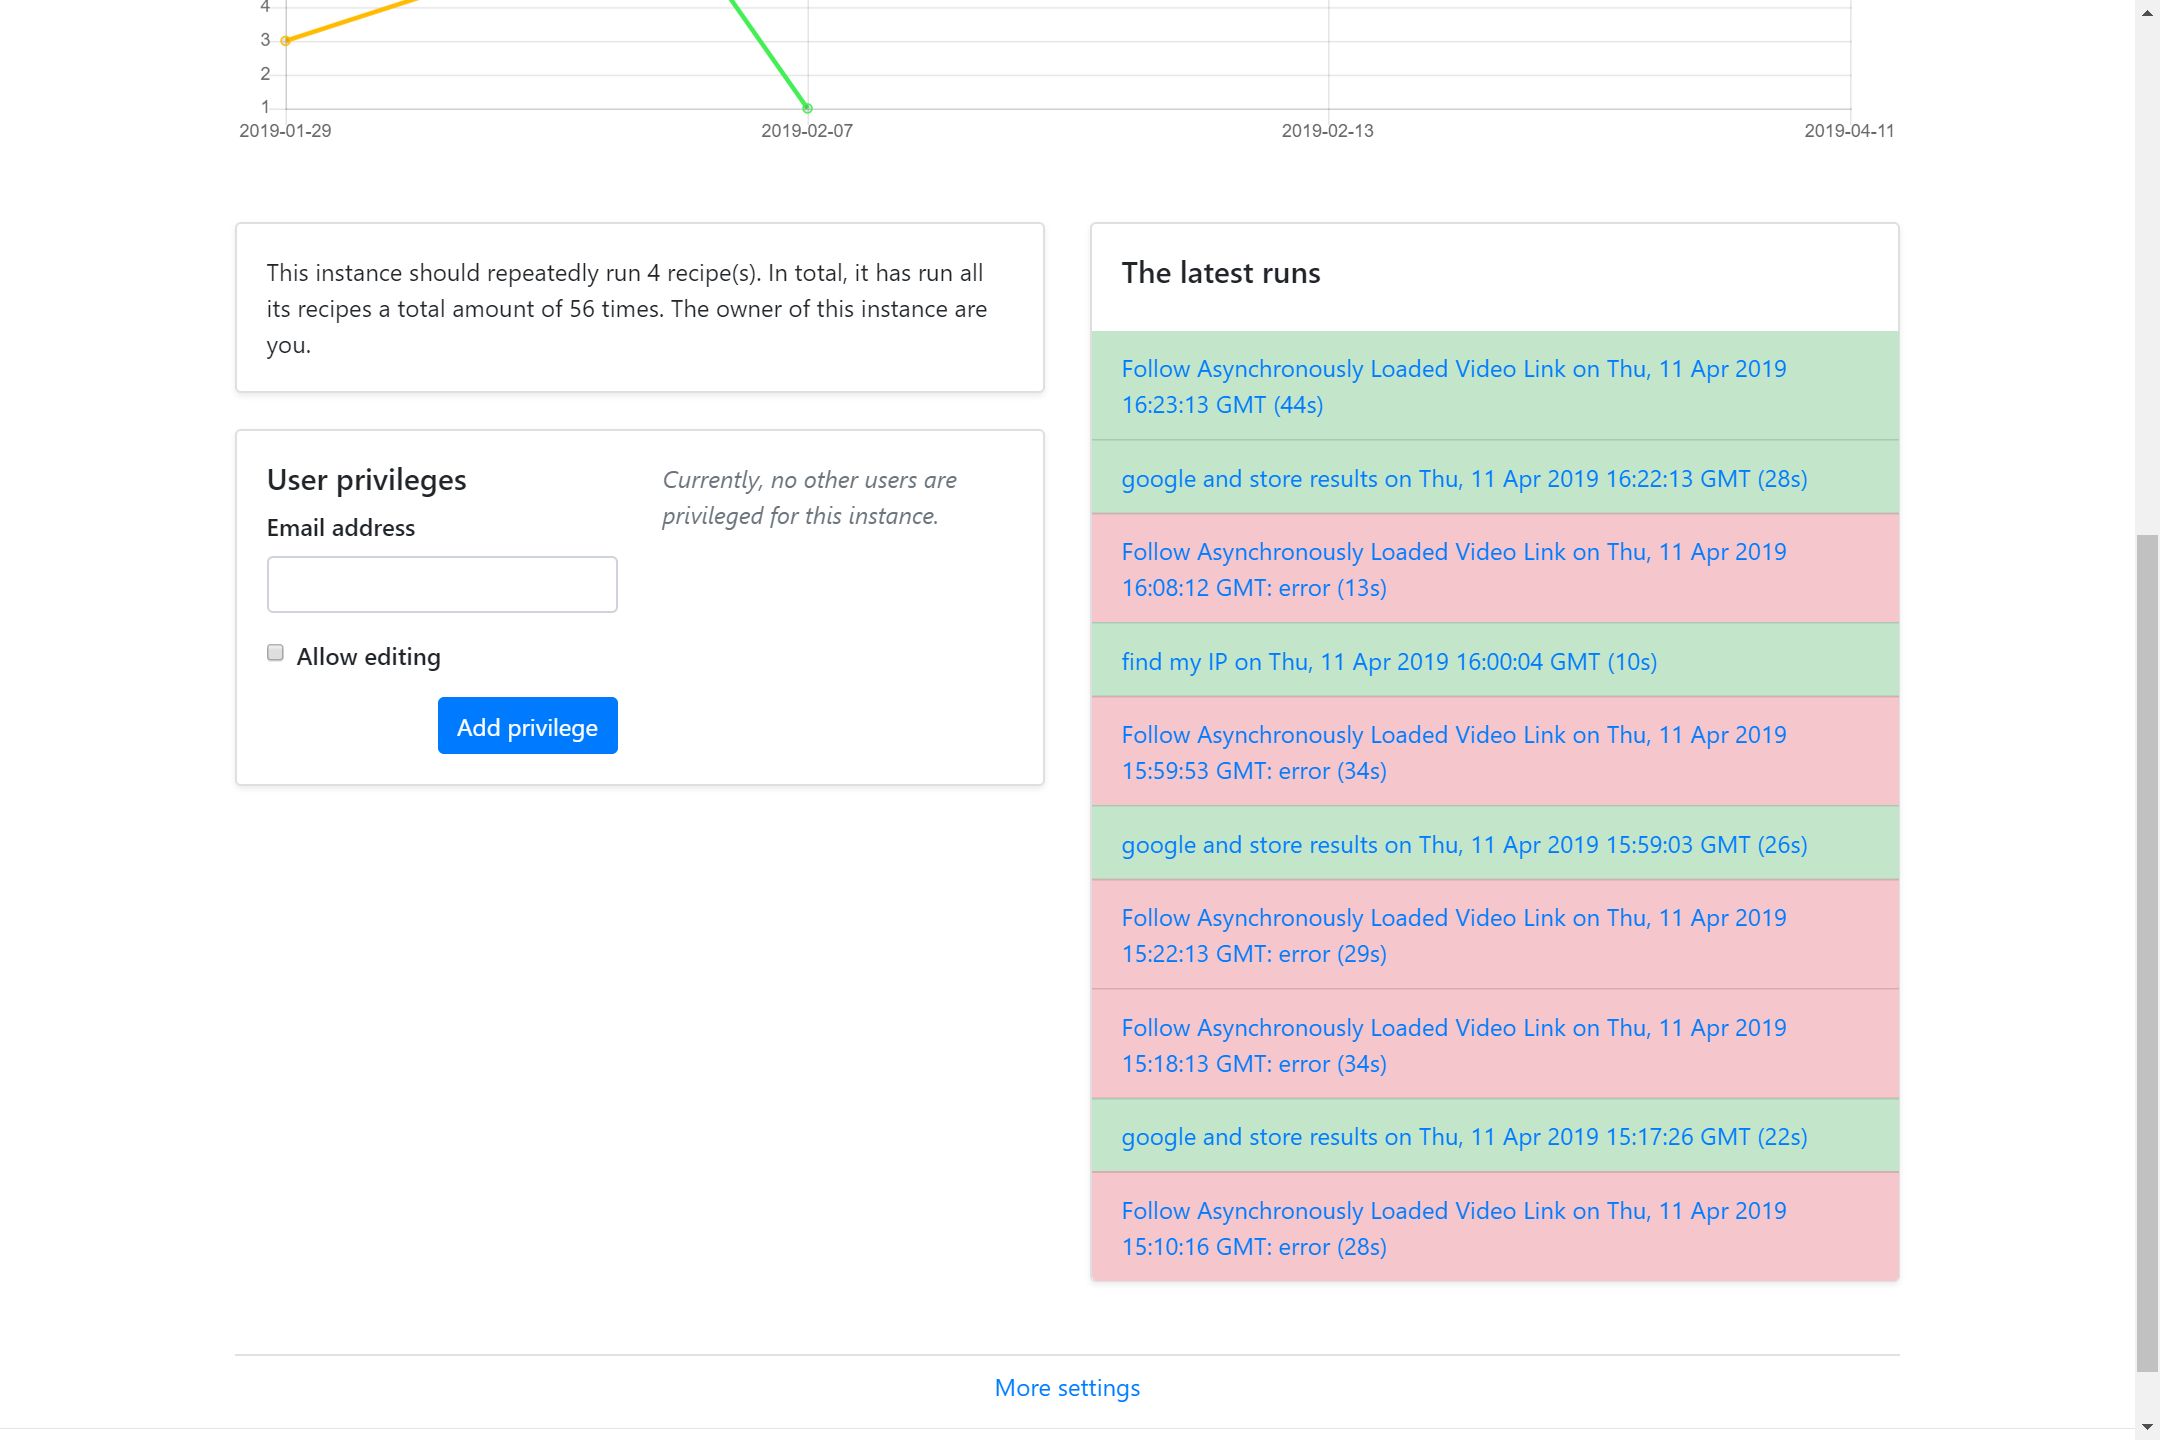 4
3
2
1
2019-01-29
2019-02-07
2019-02-13
2019-04-11
This instance should repeatedly run 4 recipe(s). In total, it has run all
its recipes a total amount of 56 times. The owner of this instance are
you.
User privileges
Email address
Allow editing
Add privilege
Currently, no other users are
privileged for this instance.
The latest runs
Follow Asynchronously Loaded Video Link on Thu, 11 Apr 2019
16:23:13 GMT (44s)
google and store results on Thu, 11 Apr 2019 16:22:13 GMT (28s)
Follow Asynchronously Loaded Video Link on Thu, 11 Apr 2019
16:08:12 GMT: error (13s)
find my IP on Thu, 11 Apr 2019 16:00:04 GMT (10s)
Follow Asynchronously Loaded Video Link on Thu, 11 Apr 2019
15:59:53 GMT: error (34s)
google and store results on Thu, 11 Apr 2019 15:59:03 GMT (26s)
Follow Asynchronously Loaded Video Link on Thu, 11 Apr 2019
15:22:13 GMT: error (29s)
Follow Asynchronously Loaded Video Link on Thu, 11 Apr 2019
15:18:13 GMT: error (34s)
google and store results on Thu, 11 Apr 2019 15:17:26 GMT (22s)
Follow Asynchronously Loaded Video Link on Thu, 11 Apr 2019
15:10:16 GMT: error (28s)
More settings